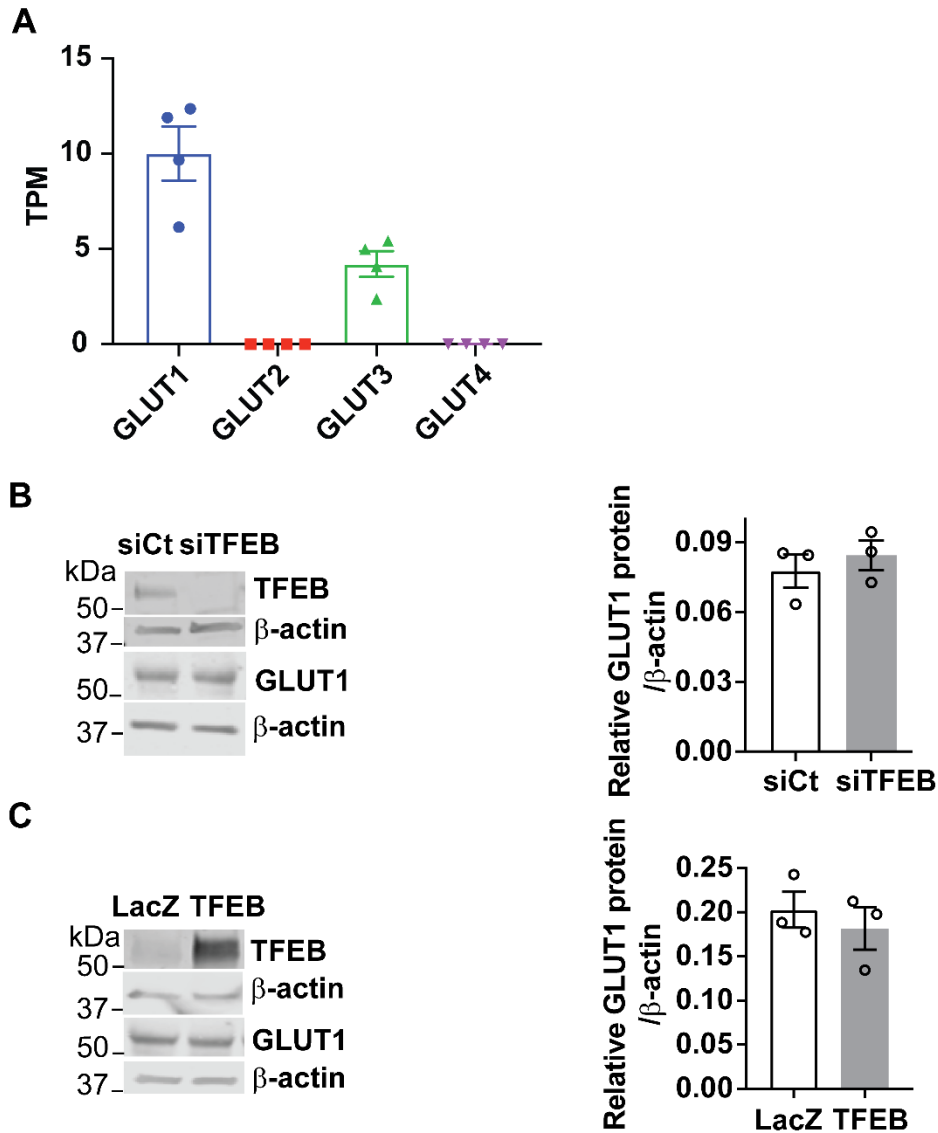 A
15
10
5
0
TPM
GLUT1
GLUT2
GLUT3
GLUT4
B
siCt siTFEB
kDa
50
TFEB
37
β-actin
50
GLUT1
37
β-actin
Relative GLUT1 protein
/β-actin
0.09
0.06
0.03
0.00
siCt siTFEB
C
LacZ TFEB
kDa
50
TFEB
37
β-actin
50
GLUT1
37
β-actin
Relative GLUT1 protein
/β-actin
0.25
0.20
0.15
0.10
0.05
0.00
LacZ TFEB